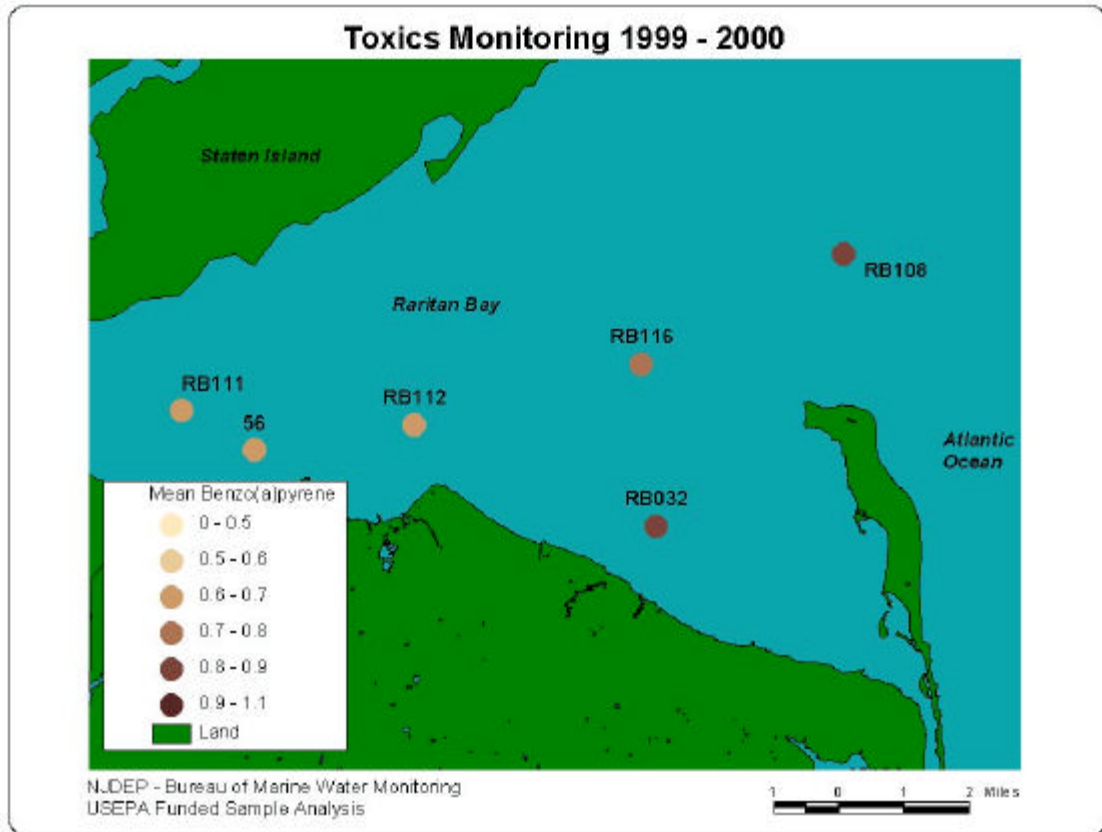 Toxics Monitoring 1999 - 2000
Staten Island
RB108
Raritan Bay
RB116
RB111
RB112
56
Atlantic
Ocean
RB032
Mean Benzo(a)pyrene
0 - 0.5
0.5 - 0.6
0.6 - 0.7
0.7 - 0.8
0.8 - 0.9
0.9 - 1.1
Land
NJDEP - Bureau of Marine Water Monitoring
USEPA Funded Sample Analysis
1 0 1 2 Miles